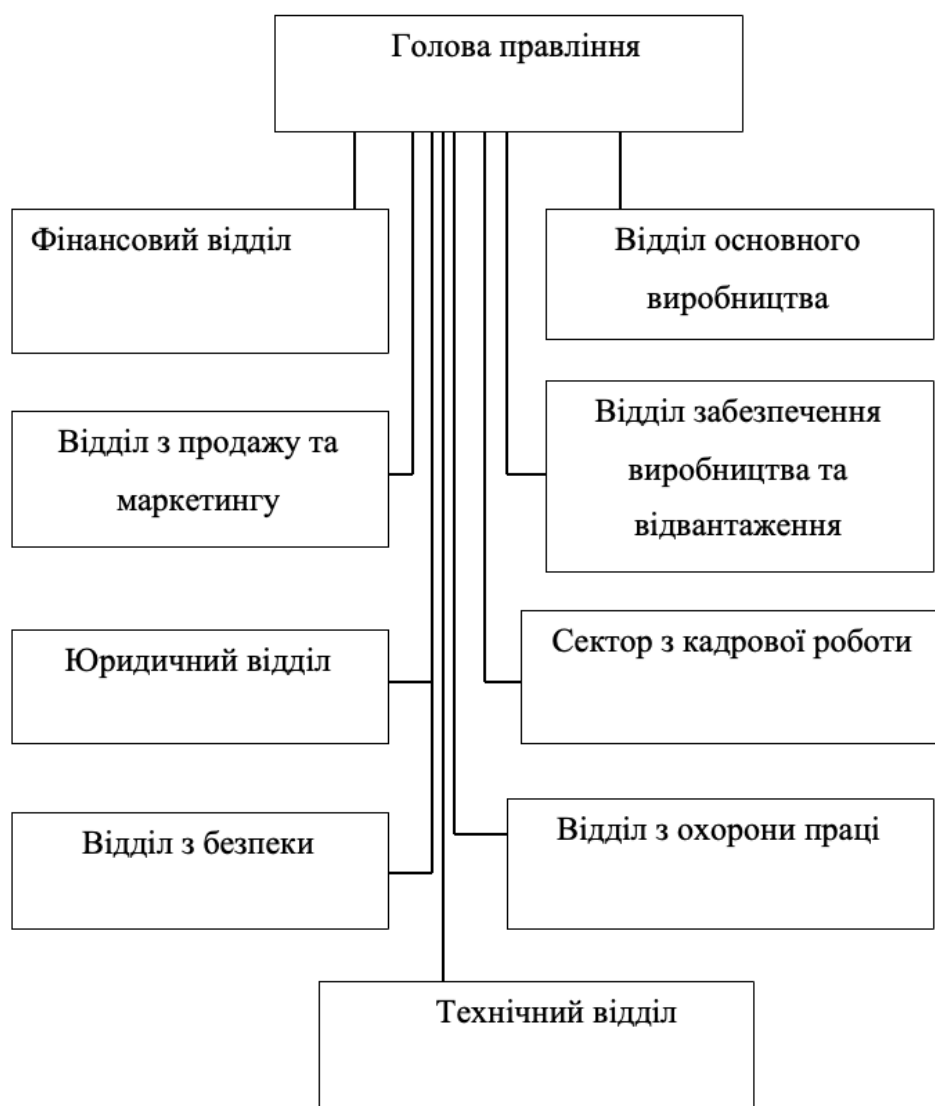 Голова правління
Фінансовий відділ
Відділ основного
виробництва
Відділ з продажу та
маркетингу
Відділ забезпечення
виробництва та
відвантаження
Юридичний відділ
Сектор з кадрової роботи
Відділ з безпеки
Відділ з охорони праці
Технічний відділ